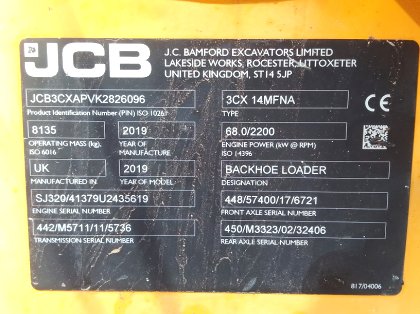 JCB
J.C. BAMFORD EXCAVATORS LIMITED
LAKESIDE WORKS, ROCESTER, UTTOXETER
UNITED KINGDOM, ST14 5JP
JCB3CXAPVK2826096
3CX 14MFNA
CE
Product Identification Number (PIN) ISO 10261
TYPE
8135
2019
68.0/2200
OPERATING MASS (kg).
ISO 6016
YEAR OF
MANUFACTURE
ENGINE POWER (kW @ RPM)
ISO 14396
UK
2019
BACKHOE LOADER
MANUFACTURED IN
YEAR OF MODEL
DESIGNATION
SJ320/41379U2435619
448/57400/17/6721
ENGINE SERIAL NUMBER
FRONT AXLE SERIAL NUMBER
442/M5711/11/5736
450/M3323/02/32406
TRANSMISSION SERIAL NUMBER
REAR AXLE SERIAL NUMBER
817/04006